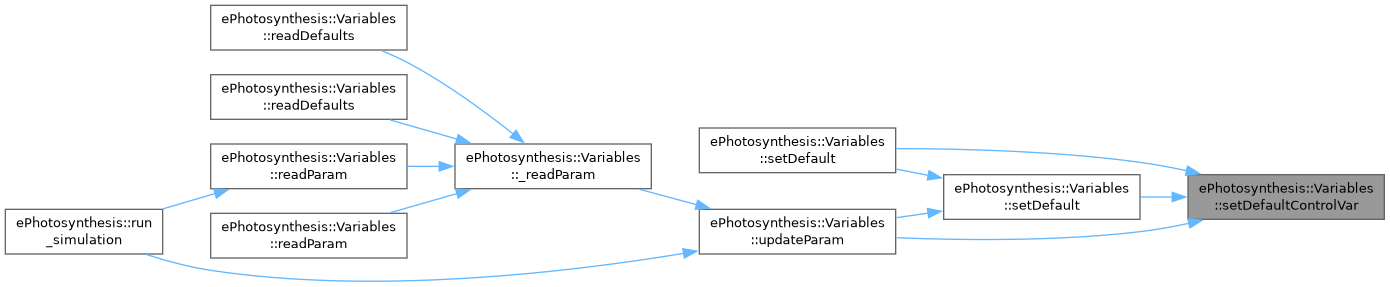 ePhotosynthesis::Variables
::readDefaults
ePhotosynthesis::Variables
::readDefaults
ePhotosynthesis::Variables
::readParam
ePhotosynthesis::Variables
::readParam
ePhotosynthesis::run
_simulation
ePhotosynthesis::Variables
::_readParam
ePhotosynthesis::Variables
::setDefault
ePhotosynthesis::Variables
::updateParam
ePhotosynthesis::Variables
::setDefault
ePhotosynthesis::Variables
::setDefaultControlVar